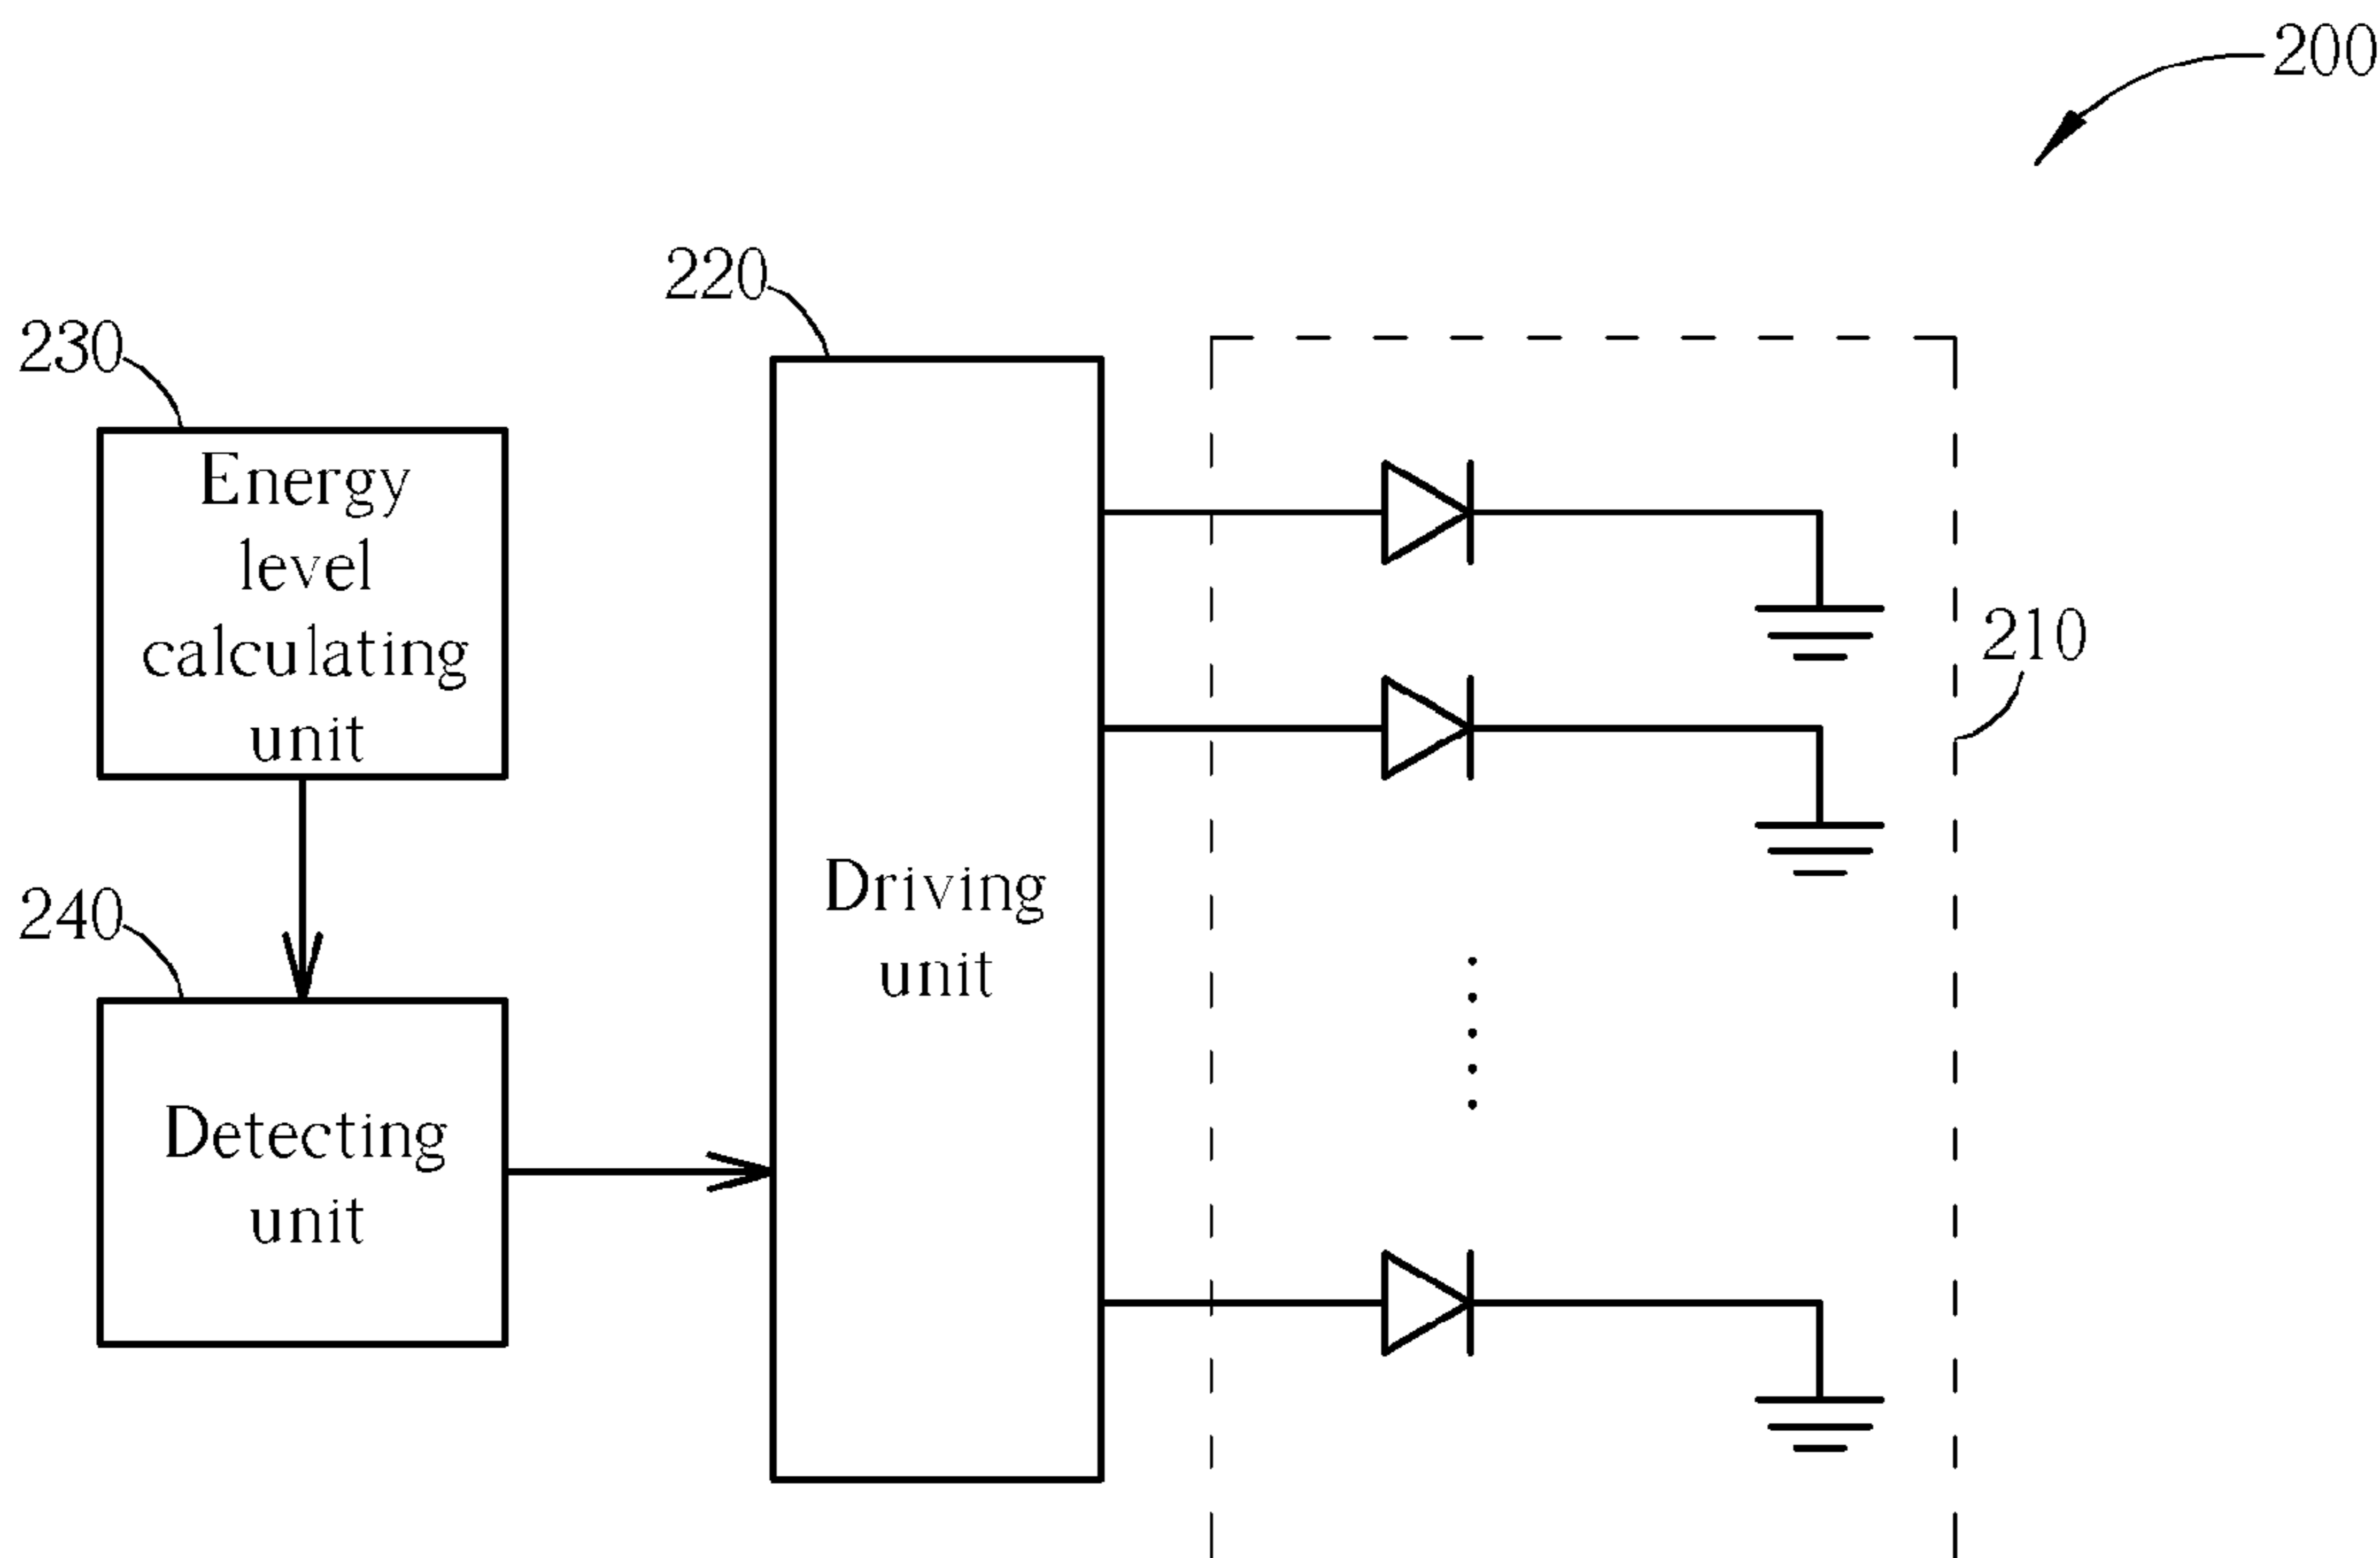 200
220
230
Energy
level
calculating
unit
210
Driving
unit
240
Detecting
unit